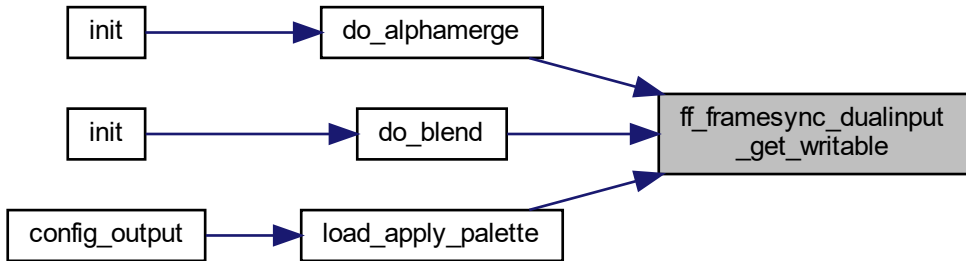 init
do_alphamerge
ff_framesync_dualinput
_get_writable
init
do_blend
config_output
load_apply_palette